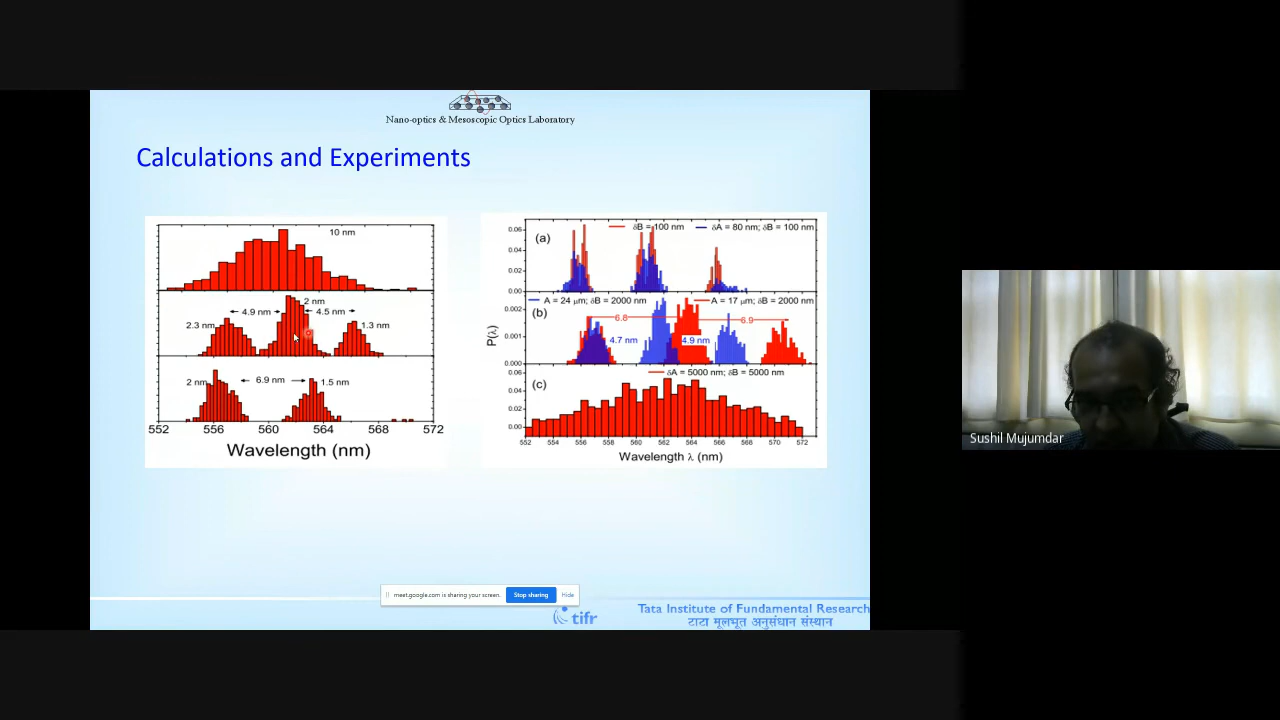 Nano-optics & Mesoscopic Optics Laboratory
Calculations and Experiments
10 nm
2 nm
4.9 nm
4.5 nm
2.3 nm
1.3 nm
2 nm
6.9 nm
1.5 nm
552 556 560 564 568 572
Wavelength (nm)
(a)
δB = 100 nm
δA = 80 nm; δB = 100 nm
0.06
0.04
0.02
0.00
A = 24 μm; δB = 2000 nm
A = 17 μm; δB = 2000 nm
(b)
6.8
6.9
4.7 nm
4.9 nm
0.002
0.001
0.000
P(λ)
(c)
δA = 5000 nm; δB = 5000 nm
0.06
0.04
0.02
0.00
552 554 556 558 560 562 564 566 568 570 572
Wavelength λ (nm)
meet.google.com is sharing your screen.
Stop sharing
Hide
tifr
Tata Institute of Fundamental Research
टाटा मूलभूत अनुसंधान संस्थान
Sushil Mujumdar